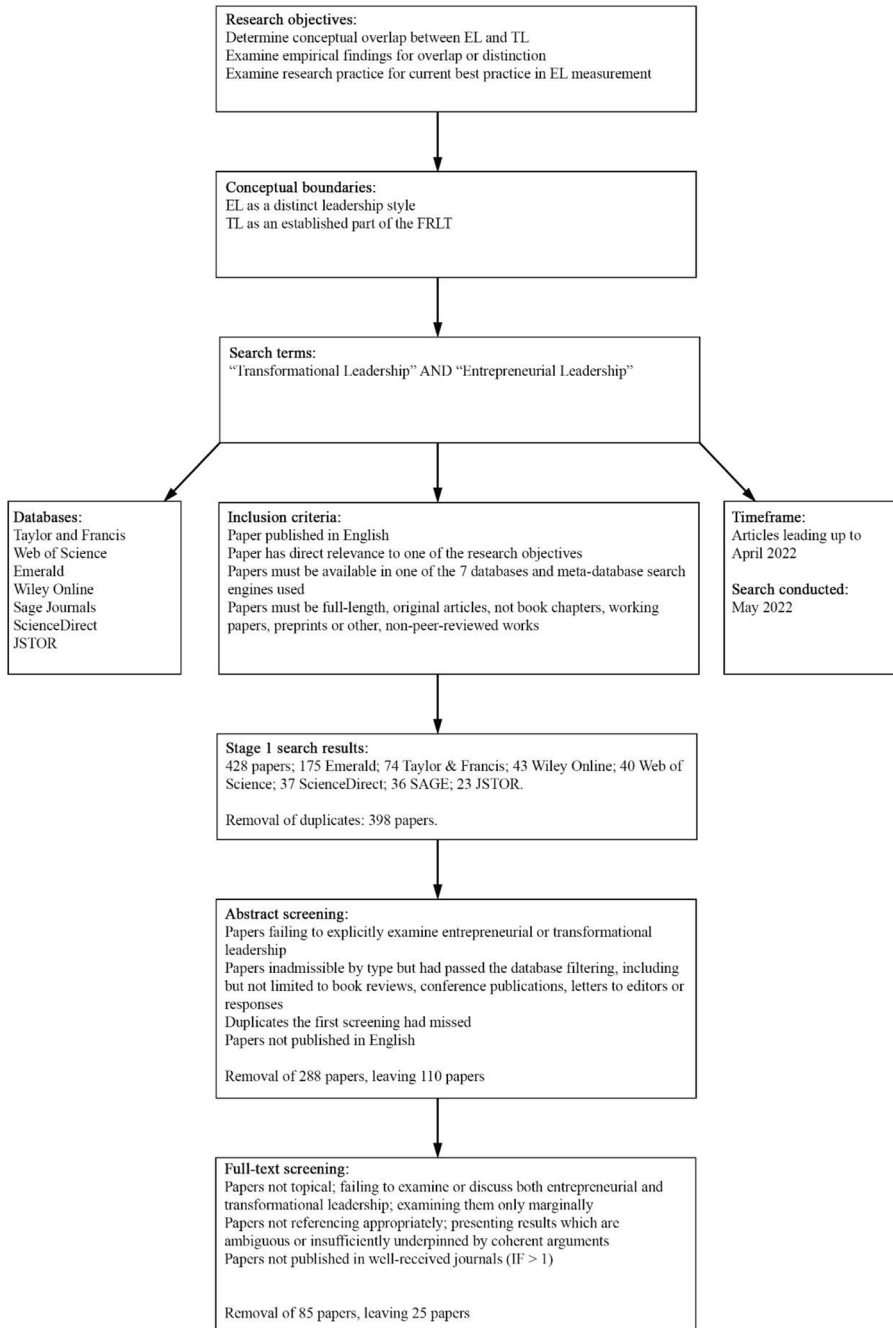 Research objectives:
Determine conceptual overlap between EL and TL
Examine empirical findings for overlap or distinction
Examine research practice for current best practice in EL measurement
Conceptual boundaries:
EL as a distinct leadership style
TL as an established part of the FRLT
Search terms:
“Transformational Leadership” AND “Entrepreneurial Leadership”
Databases:
Taylor and Francis
Web of Science
Emerald
Wiley Online
Sage Journals
ScienceDirect
JSTOR
Inclusion criteria:
Paper published in English
Paper has direct relevance to one of the research objectives
Papers must be available in one of the 7 databases and meta-database search
engines used
Papers must be full-length, original articles, not book chapters, working
papers, preprints or other, non-peer-reviewed works
Timeframe:
Articles leading up to
April 2022
Search conducted:
May 2022
Stage 1 search results:
428 papers; 175 Emerald; 74 Taylor & Francis; 43 Wiley Online; 40 Web of
Science; 37 ScienceDirect; 36 SAGE; 23 JSTOR.
Removal of duplicates: 398 papers.
Abstract screening:
Papers failing to explicitly examine entrepreneurial or transformational
leadership
Papers inadmissible by type but had passed the database filtering, including
but not limited to book reviews, conference publications, letters to editors or
responses
Duplicates the first screening had missed
Papers not published in English
Removal of 288 papers, leaving 110 papers
Full-text screening:
Papers not topical; failing to examine or discuss both entrepreneurial and
transformational leadership; examining them only marginally
Papers not referencing appropriately; presenting results which are
ambiguous or insufficiently underpinned by coherent arguments
Papers not published in well-received journals (IF > 1)
Removal of 85 papers, leaving 25 papers